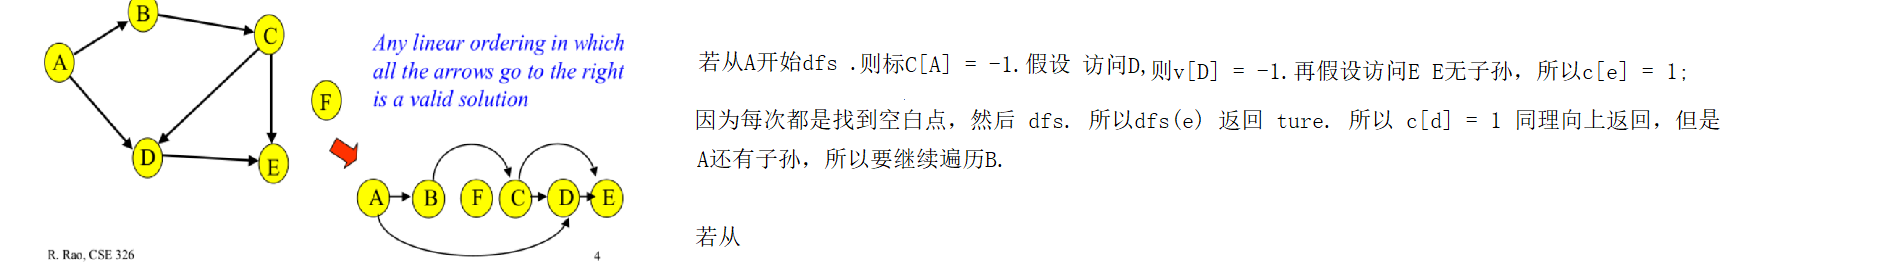 B
C
A
D
E
Any linear ordering in which
all the arrows go to the right
is a valid solution
F
A B F C D E
R. Rao, CSE 326
4
若从A开始dfs .则标C[A] = -1.假设 访问D,则v[D] = -1.再假设访问E E无子孙，所以c[e] = 1;
因为每次都是找到空白点，然后 dfs. 所以dfs(e) 返回 ture. 所以 c[d] = 1 同理向上返回，但是
A还有子孙，所以要继续遍历B.
若从